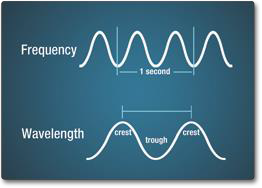 Frequency
1 second
Wavelength
crest
trough
crest